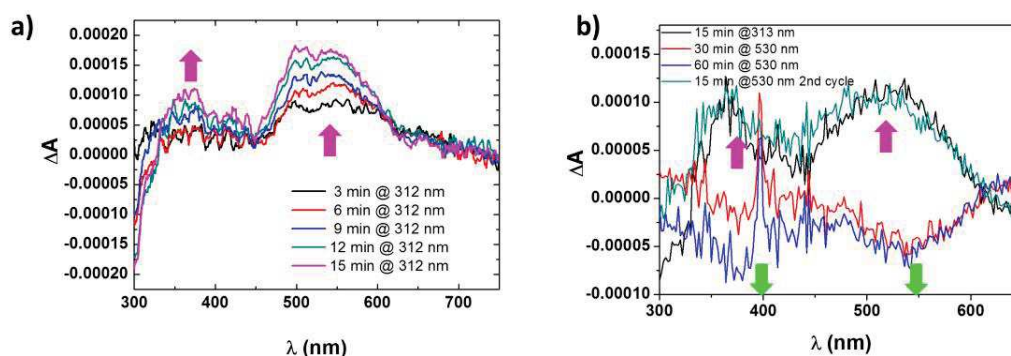 a)
0.00020
0.00015
0.00010
0.00005
0.00000
-0.00005
-0.00010
-0.00015
-0.00020
ΔA
3 min @ 312 nm
6 min @ 312 nm
9 min @ 312 nm
12 min @ 312 nm
15 min @ 312 nm
300 400 500 600 700
λ (nm)
b)
15 min @313 nm
30 min @ 530 nm
60 min @ 530 nm
15 min @530 nm 2nd cycle
0.00015
0.00010
0.00005
0.00000
-0.00005
-0.00010
ΔA
300 400 500 600
λ (nm)